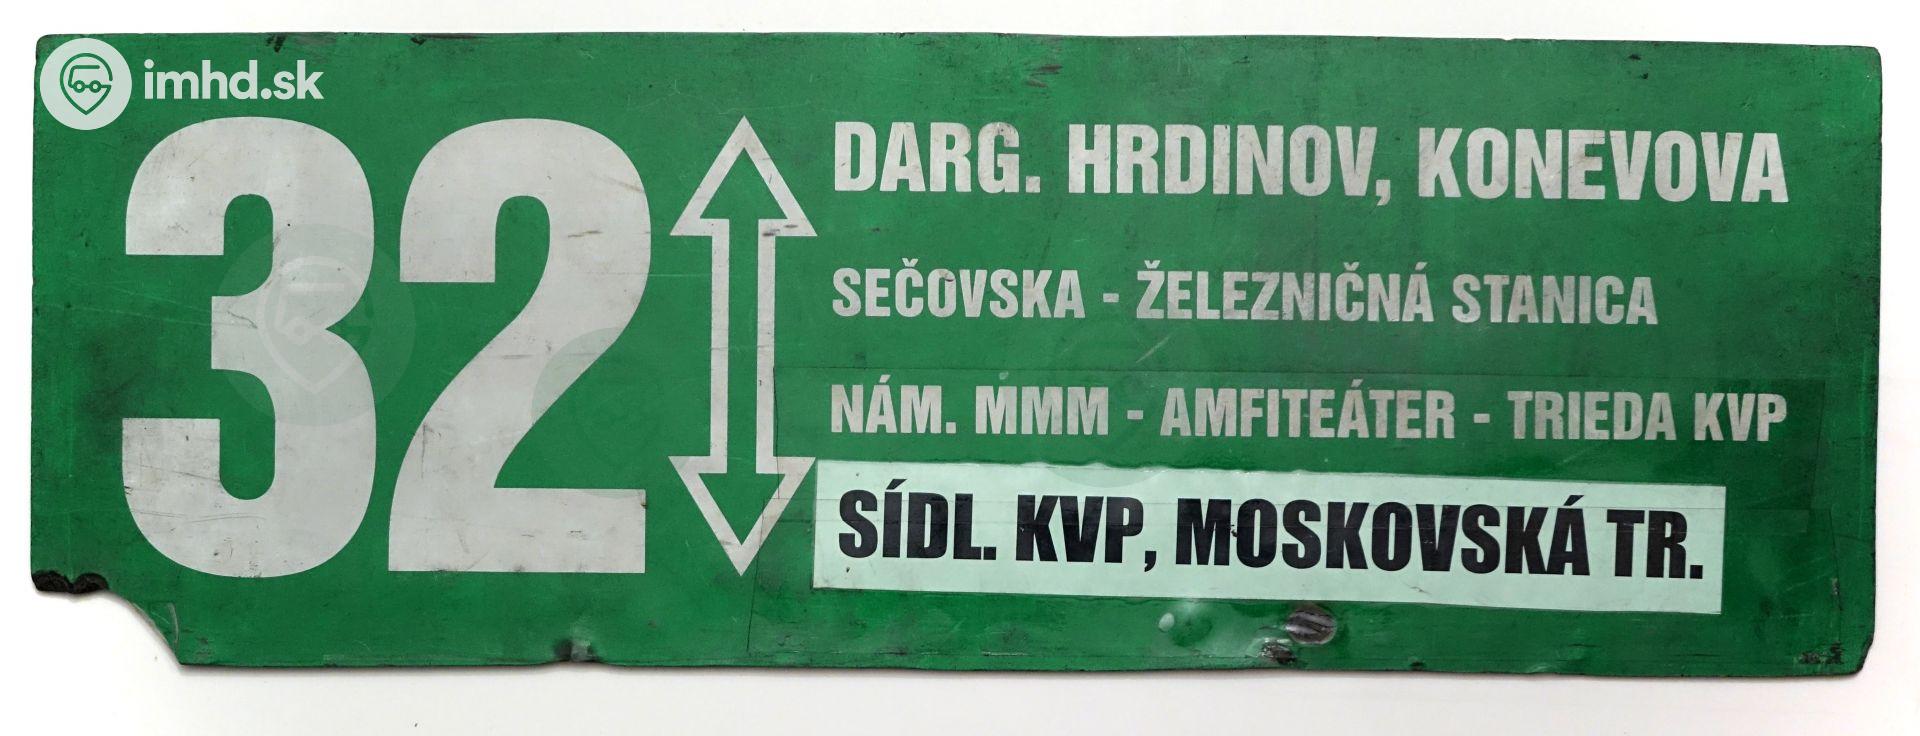 imhd.sk
32
DARG. HRDINOV, KONEVOVA
SEČOVSKA - ŽELEZNIČNÁ STANICA
NÁM. MMM - AMFITEÁTER - TRIEDA KVP
SÍDL. KVP, MOSKOVSKÁ TR.